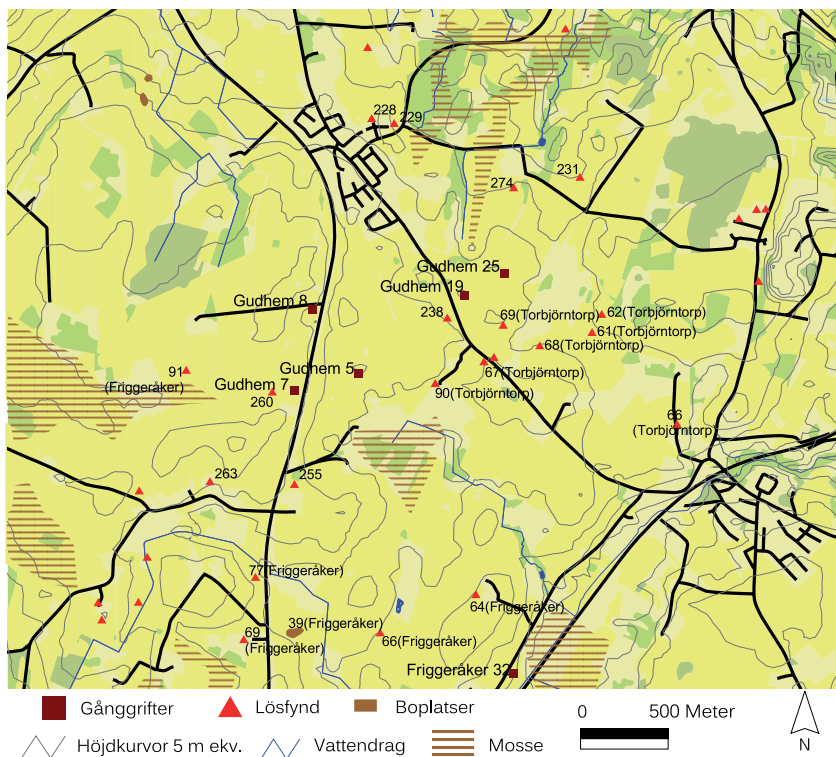 228
229
231
274
Gudhem 25
Gudhem 19
Gudhem 8
238
69(Torbjörntorp)
62(Torbjörntorp)
61(Torbjörntorp)
68(Torbjörntorp)
67(Torbjörntorp)
91
(Friggeråker)
Gudhem 5
Gudhem 7
260
90(Torbjörntorp)
66
(Torbjörntorp)
263
255
77(Friggeråker)
64(Friggeråker)
39(Friggeråker)
66(Friggeråker)
69
(Friggeråker)
Friggeråker 32
Gånggrifter
Lösfynd
Boplatser
0 500 Meter
Höjdkurvor 5 m ekv.
Vattendrag
Mosse
N